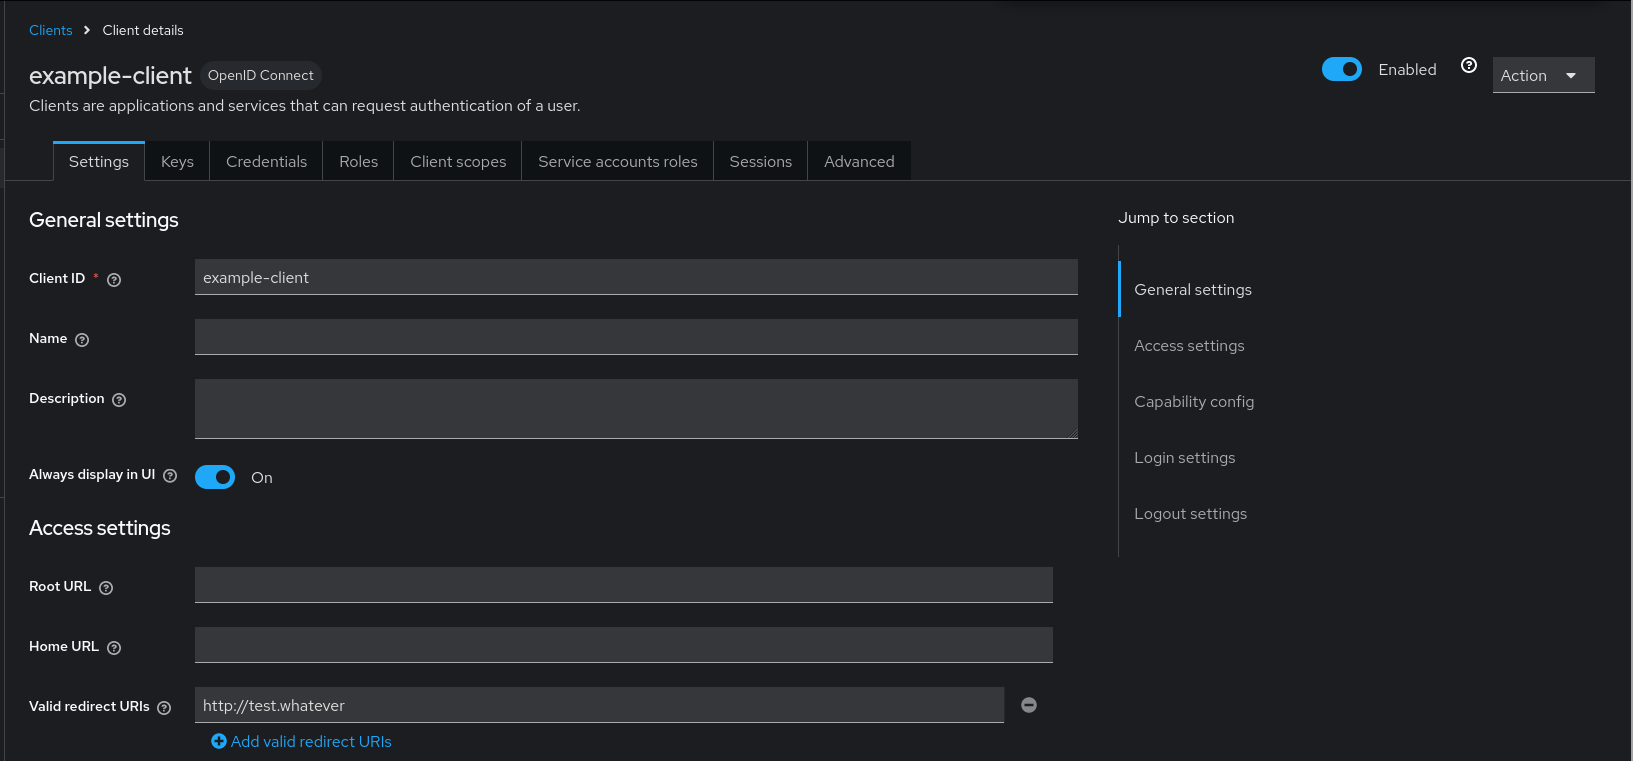 Clients > Client details
example-client OpenID Connect
Enabled
Action
Clients are applications and services that can request authentication of a user.
Settings Keys Credentials Roles Client scopes Service accounts roles Sessions Advanced
General settings
Client ID * example-client
Name
Description
Always display in UI On
Access settings
Root URL
Home URL
Valid redirect URIs http://test.whatever
Add valid redirect URIs
Jump to section
General settings
Access settings
Capability config
Login settings
Logout settings